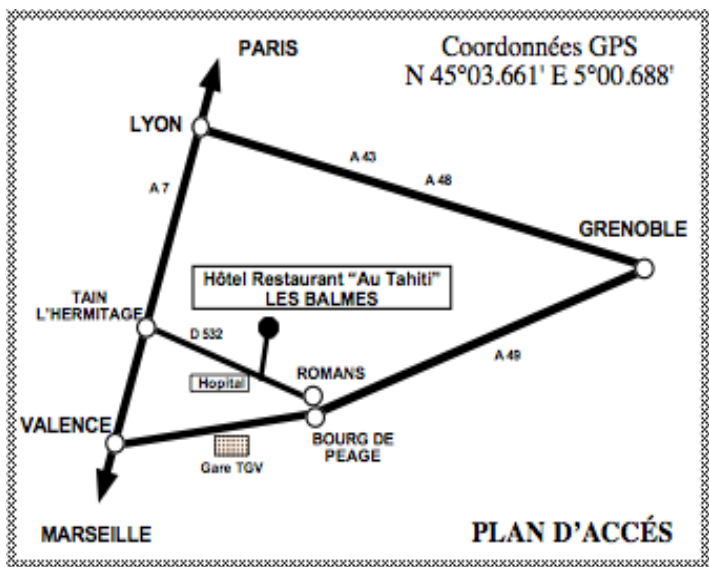 PARIS
Coordonnées GPS
N 45°03.661' E 5°00.688'
LYON
A 43
A 48
A 7
GRENOBLE
Hôtel Restaurant “Au Tahiti”
LES BALMES
TAIN
L’HERMITAGE
D 532
A 49
Hopital
ROMANS
VALENCE
BOURG DE
PEAGE
Gare TGV
MARSEILLE
PLAN D’ACCÉS